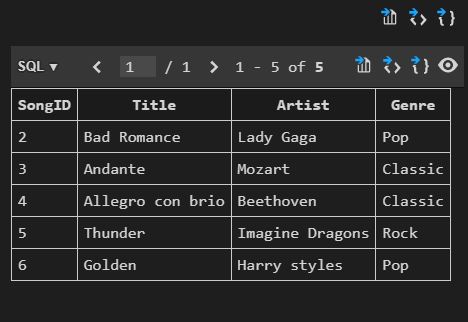 SQL ▼ < 1 / 1 > 1 - 5 of 5
SongID Title Artist Genre
2 Bad Romance Lady Gaga Pop
3 Andante Mozart Classic
4 Allegro con brio Beethoven Classic
5 Thunder Imagine Dragons Rock
6 Golden Harry styles Pop